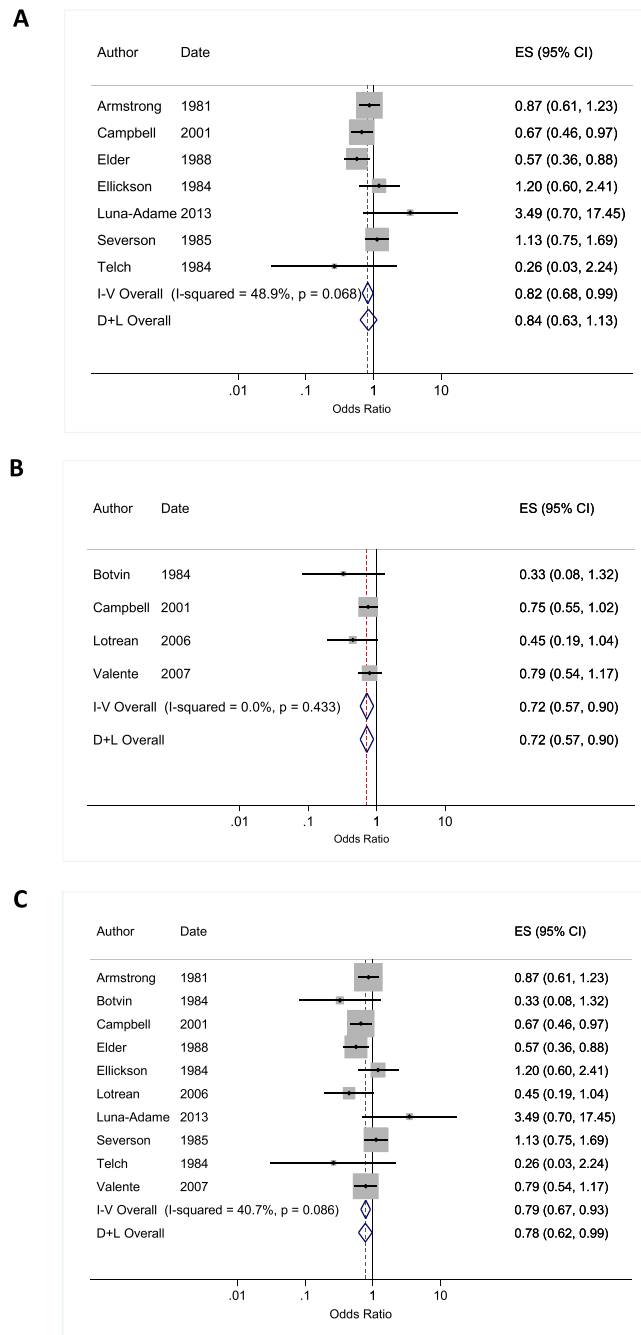 A
Author Date ES (95% CI)
Armstrong 1981 0.87 (0.61, 1.23)
Campbell 2001 0.67 (0.46, 0.97)
Elder 1988 0.57 (0.36, 0.88)
Ellickson 1984 1.20 (0.60, 2.41)
Luna-Adame 2013 3.49 (0.70, 17.45)
Severson 1985 1.13 (0.75, 1.69)
Telch 1984 0.26 (0.03, 2.24)
I-V Overall (I-squared = 48.9%, p = 0.068) 0.82 (0.68, 0.99)
D+L Overall 0.84 (0.63, 1.13)
.01 .1 1 10
Odds Ratio
B
Author Date ES (95% CI)
Botvin 1984 0.33 (0.08, 1.32)
Campbell 2001 0.75 (0.55, 1.02)
Lotrean 2006 0.45 (0.19, 1.04)
Valente 2007 0.79 (0.54, 1.17)
I-V Overall (I-squared = 0.0%, p = 0.433) 0.72 (0.57, 0.90)
D+L Overall 0.72 (0.57, 0.90)
.01 .1 1 10
Odds Ratio
C
Author Date ES (95% CI)
Armstrong 1981 0.87 (0.61, 1.23)
Botvin 1984 0.33 (0.08, 1.32)
Campbell 2001 0.67 (0.46, 0.97)
Elder 1988 0.57 (0.36, 0.88)
Ellickson 1984 1.20 (0.60, 2.41)
Lotrean 2006 0.45 (0.19, 1.04)
Luna-Adame 2013 3.49 (0.70, 17.45)
Severson 1985 1.13 (0.75, 1.69)
Telch 1984 0.26 (0.03, 2.24)
Valente 2007 0.79 (0.54, 1.17)
I-V Overall (I-squared = 40.7%, p = 0.086) 0.79 (0.67, 0.93)
D+L Overall 0.78 (0.62, 0.99)
.01 .1 1 10
Odds Ratio